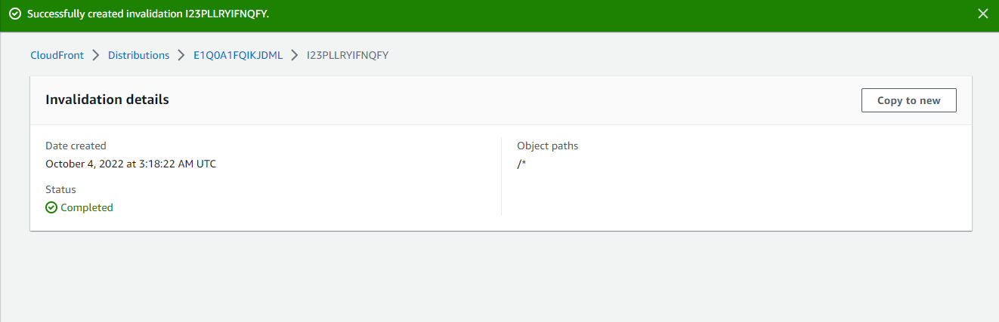 Successfully created invalidation I23PLLRYIFNQFY.
CloudFront > Distributions > E1Q0A1FQIKJDML > I23PLLRYIFNQFY
Invalidation details
Copy to new
Date created
October 4, 2022 at 3:18:22 AM UTC
Status
Completed
Object paths
/*